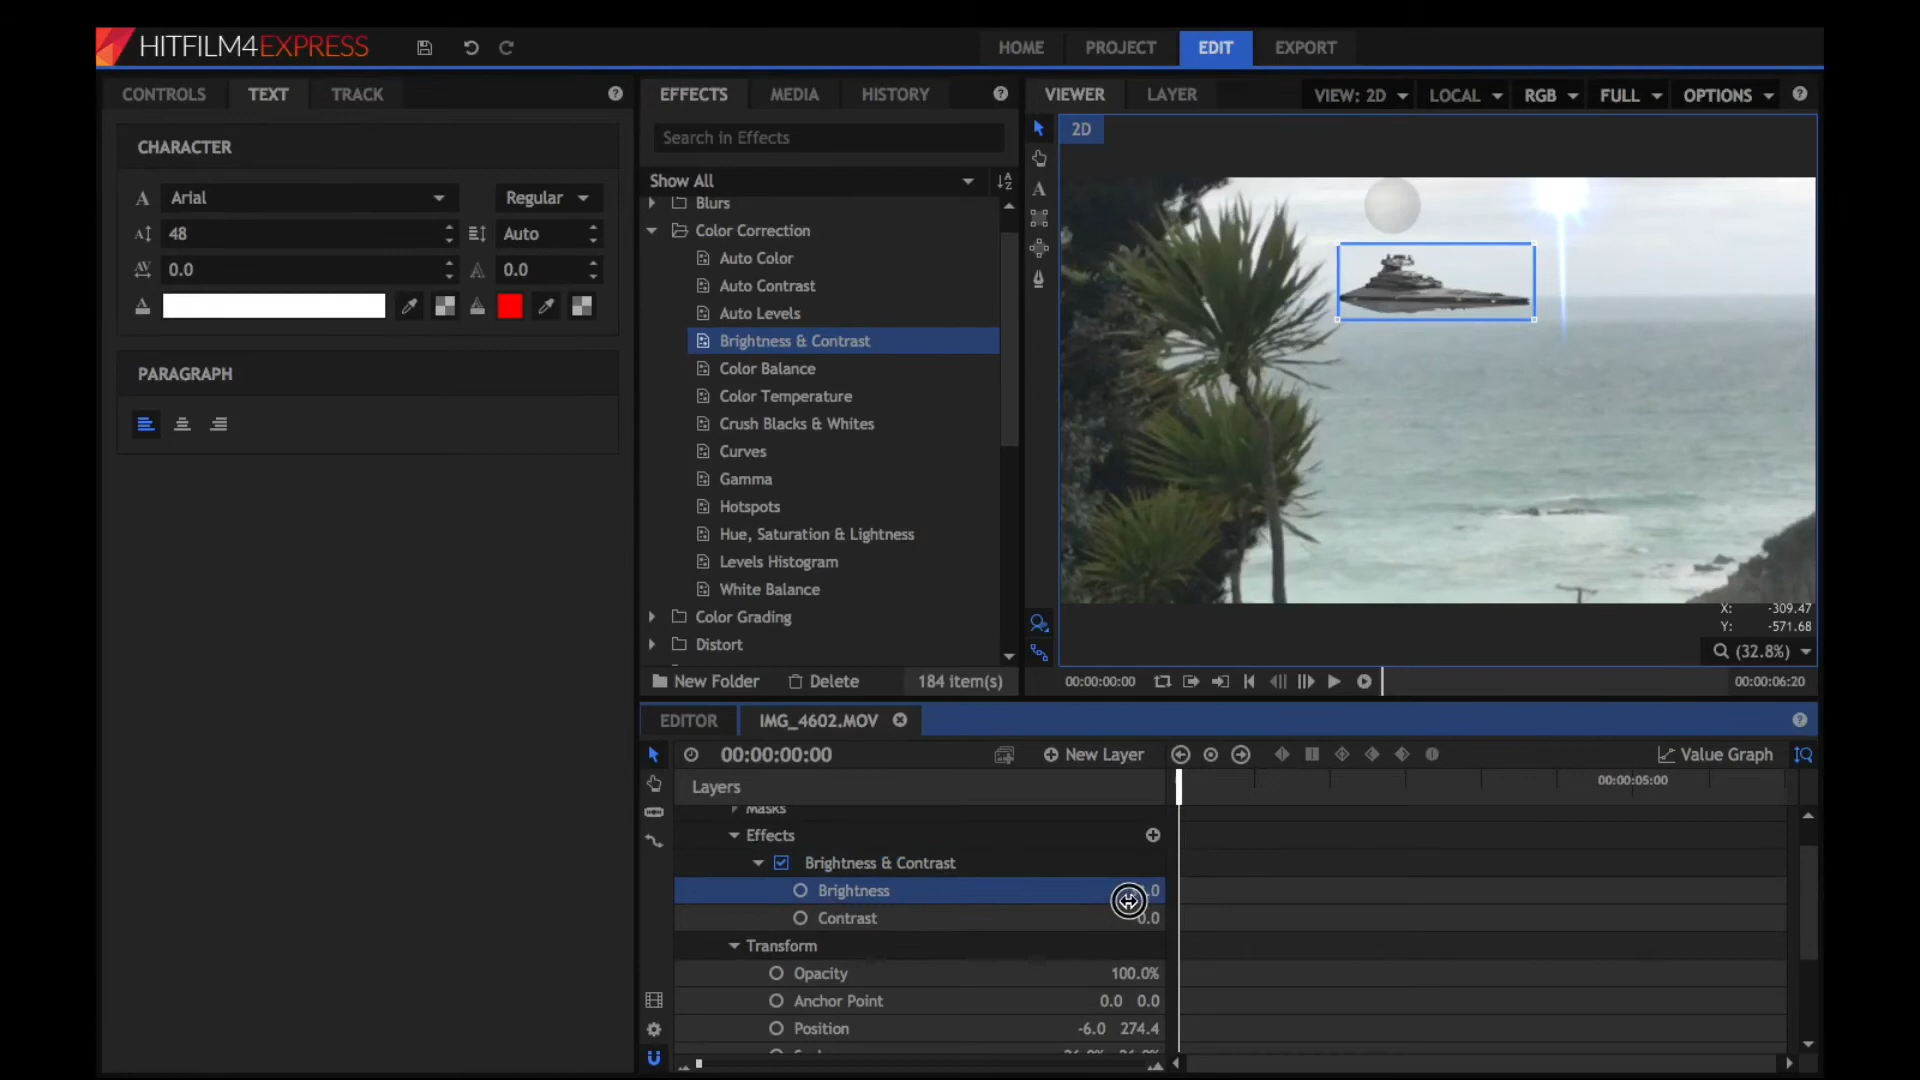 HITFILM4EXPRESS
HOME PROJECT EDIT EXPORT
CONTROLS TEXT TRACK
CHARACTER
Arial Regular
48 Auto
0.0 0.0
PARAGRAPH
EFFECTS MEDIA HISTORY
Search in Effects
Show All
Blurs
Color Correction
Auto Color
Auto Contrast
Auto Levels
Brightness & Contrast
Color Balance
Color Temperature
Crush Blacks & Whites
Curves
Gamma
Hotspots
Hue, Saturation & Lightness
Levels Histogram
White Balance
Color Grading
Distort
New Folder Delete 184 item(s)
VIEWER LAYER VIEW: 2D LOCAL RGB FULL OPTIONS
2D
X: -309.47
Y: -571.68
(32.8%)
00:00:00:00 00:00:06:20
EDITOR IMG_4602.MOV
00:00:00:00 New Layer Value Graph
Layers 00:00:05:00
Masks
Effects
Brightness & Contrast
Brightness
Contrast 0.0
Transform
Opacity 100.0%
Anchor Point 0.0 0.0
Position -6.0 274.4